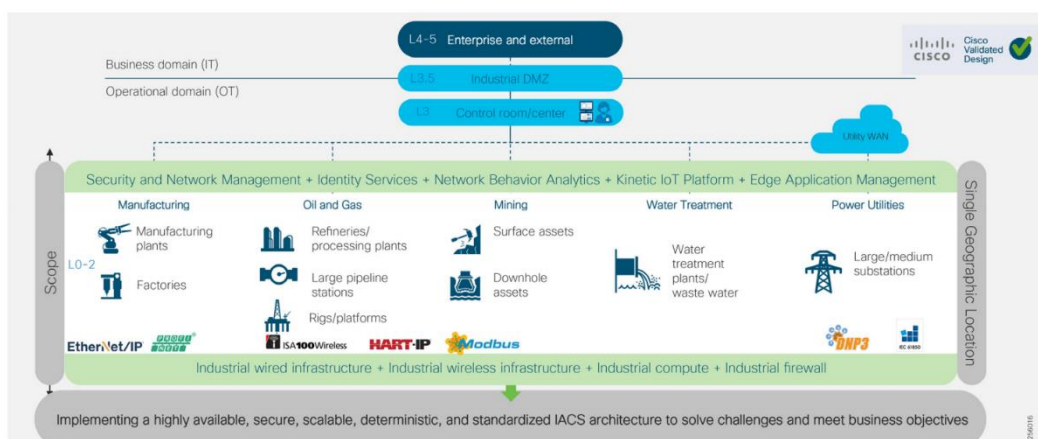 L4-5 Enterprise and external
CISCO
Cisco
Validated
Design
Business domain (IT)
L3.5 Industrial DMZ
Operational domain (OT)
L3 Control room/center
Utility WAN
Scope
Security and Network Management + Identity Services + Network Behavior Analytics + Kinetic IoT Platform + Edge Application Management
Single Geographic Location
Manufacturing
Oil and Gas
Mining
Water Treatment
Power Utilities
Manufacturing
plants
Refineries/
processing plants
Surface assets
Water
treatment
plants/
waste water
Large/medium
substations
L0-2
Factories
Large pipeline
stations
Downhole
assets
Rigs/platforms
EtherNet/IP
ISA100Wireless
HART-IP
Modbus
DNP3
IEC 61850
Industrial wired infrastructure + Industrial wireless infrastructure + Industrial compute + Industrial firewall
Implementing a highly available, secure, scalable, deterministic, and standardized IACS architecture to solve challenges and meet business objectives